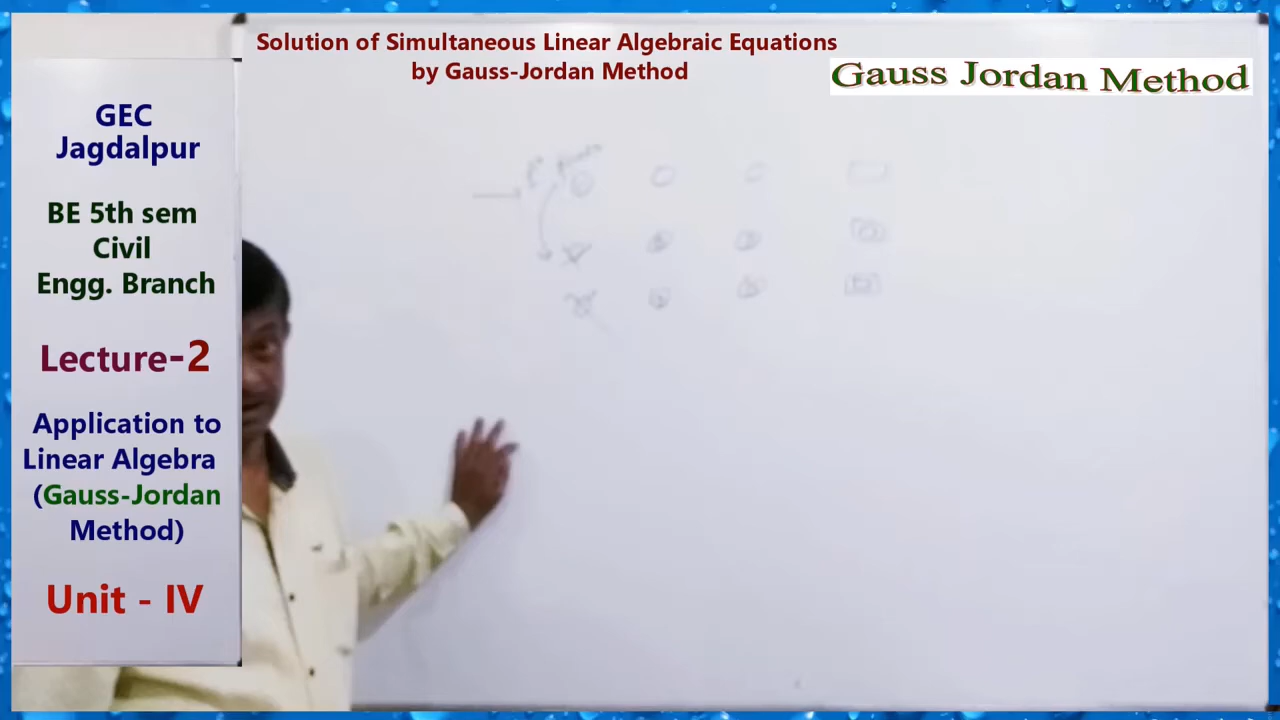 Solution of Simultaneous Linear Algebraic Equations
by Gauss-Jordan Method
Gauss Jordan Method
GEC
Jagdalpur
BE 5th sem
Civil
Engg. Branch
Lecture-2
Application to
Linear Algebra
(Gauss-Jordan
Method)
Unit - IV